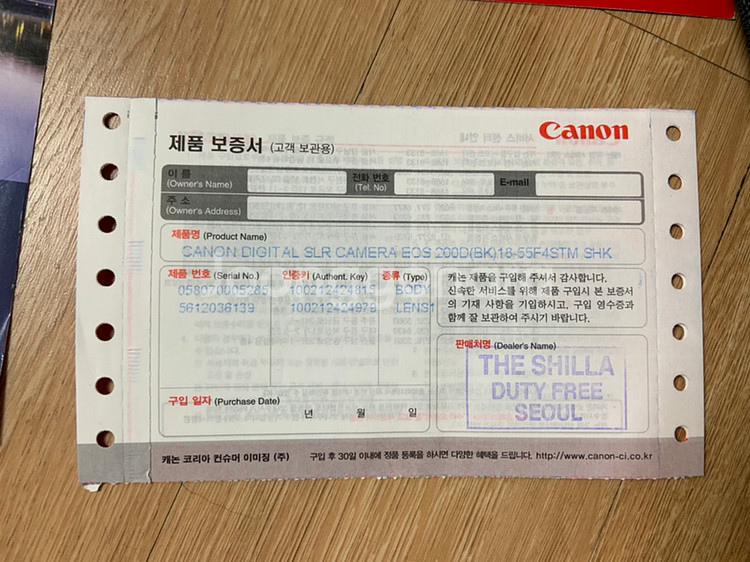 Canon
제품 보증서 (고객 보관용)
이 름 (Owner's Name)
전화 번호 (Tel. No)
E-mail
주 소 (Owner's Address)
제품명 (Product Name)
CANON DIGITAL SLR CAMERA EOS 200D(BK)18-55F4STM SHK
제품 번호 (Serial No.) 인증키 (Authent. Key) 종류 (Type)
058070005285 100212424815 BODY
5612036139 100212424979 LENS1
캐논 제품을 구입해 주셔서 감사합니다.
신속한 서비스를 위해 제품 구입시 본 보증서
의 기재 사항을 기입하시고, 구입 영수증과
함께 잘 보관하여 주시기 바랍니다.
판매처명 (Dealer's Name)
THE SHILLA
DUTY FREE
SEOUL
구입 일자 (Purchase Date)
년 월 일
캐논 코리아 컨슈머 이미징 (주) 구입 후 30일 이내에 정품 등록을 하시면 다양한 혜택을 드립니다. http://www.canon-ci.co.kr